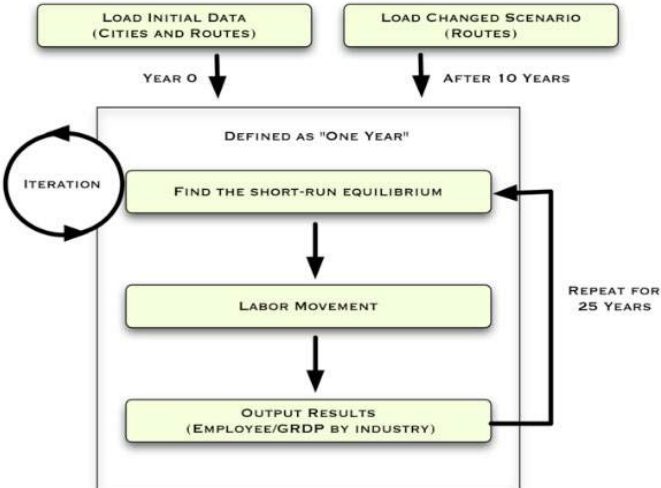 LOAD INITIAL DATA
(CITIES AND ROUTES)
LOAD CHANGED SCENARIO
(ROUTES)
YEAR 0
AFTER 10 YEARS
DEFINED AS "ONE YEAR"
ITERATION
FIND THE SHORT-RUN EQUILIBRIUM
LABOR MOVEMENT
REPEAT FOR
25 YEARS
OUTPUT RESULTS
(EMPLOYEE/GRDP BY INDUSTRY)